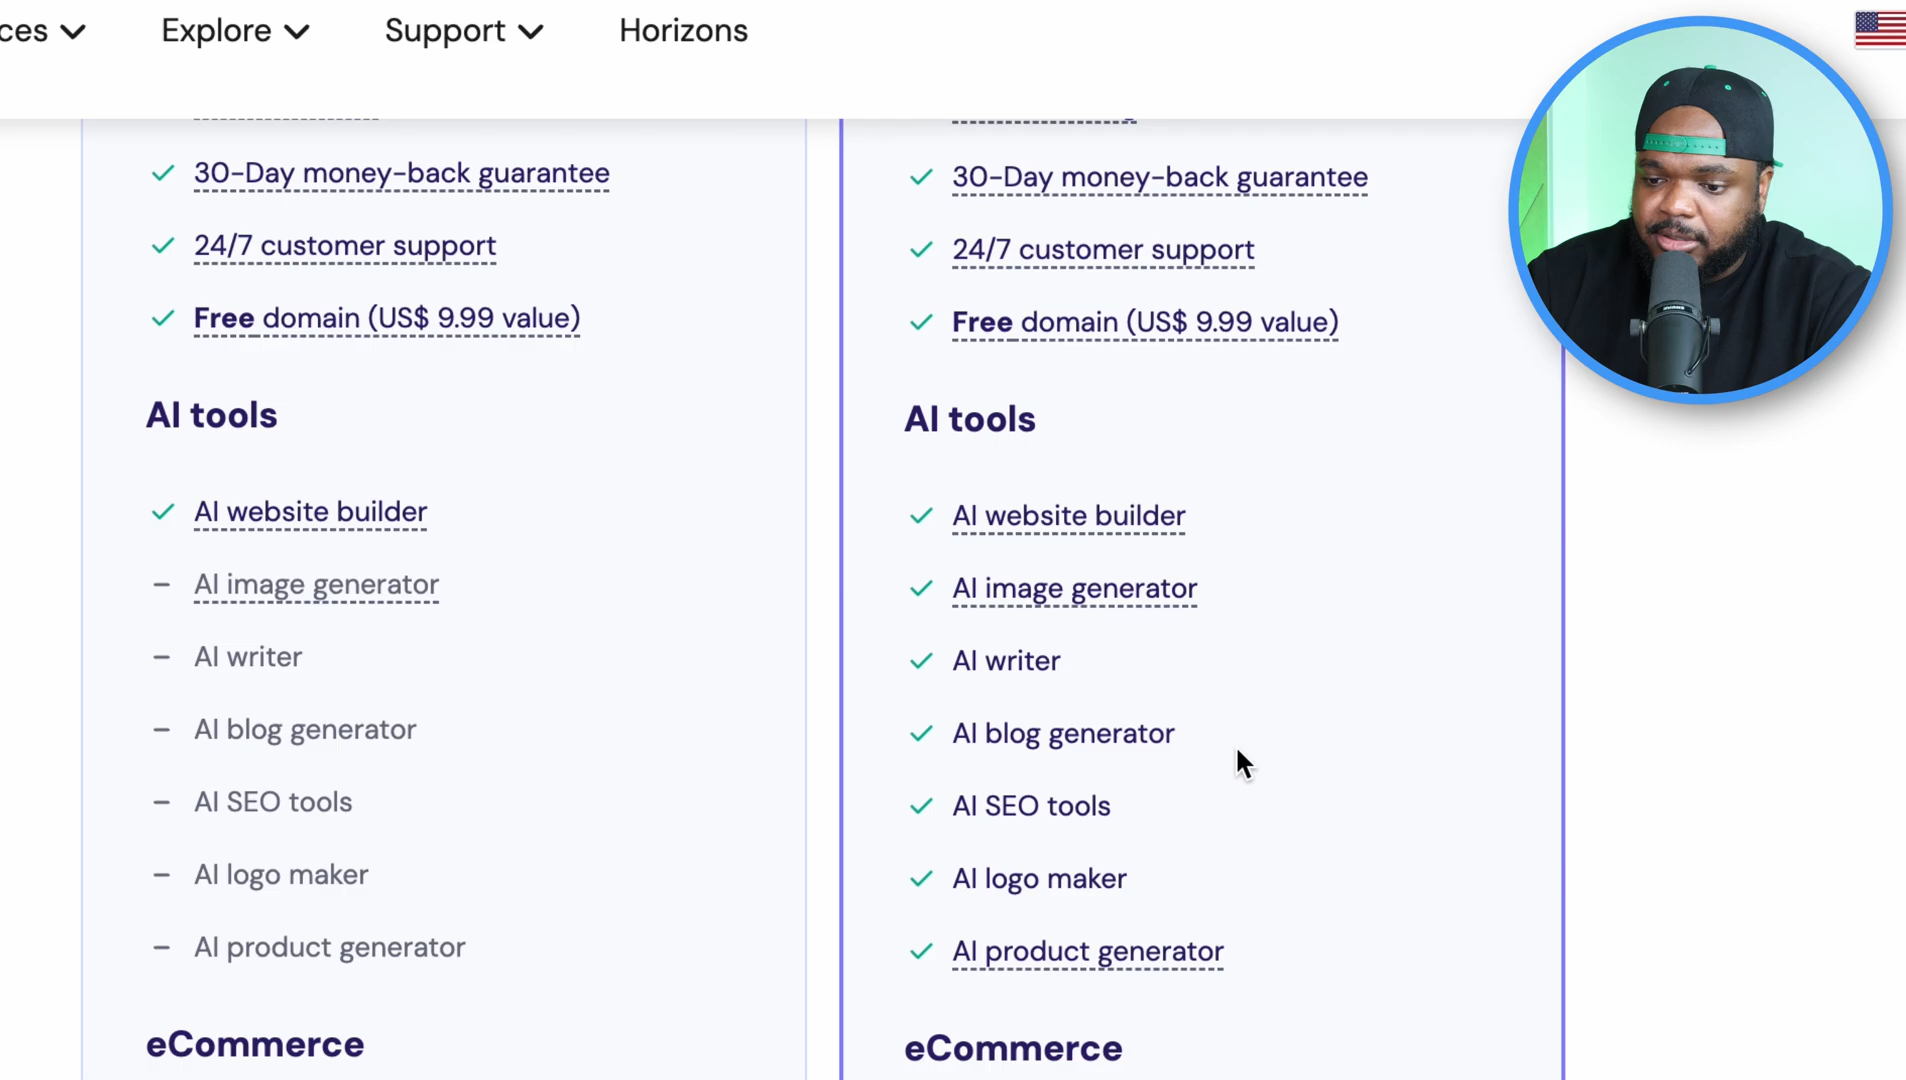 ces
Explore
Support
Horizons
30-Day money-back guarantee
24/7 customer support
Free domain (US$ 9.99 value)
AI tools
AI website builder
AI image generator
AI writer
AI blog generator
AI SEO tools
AI logo maker
AI product generator
eCommerce
30-Day money-back guarantee
24/7 customer support
Free domain (US$ 9.99 value)
AI tools
AI website builder
AI image generator
AI writer
AI blog generator
AI SEO tools
AI logo maker
AI product generator
eCommerce